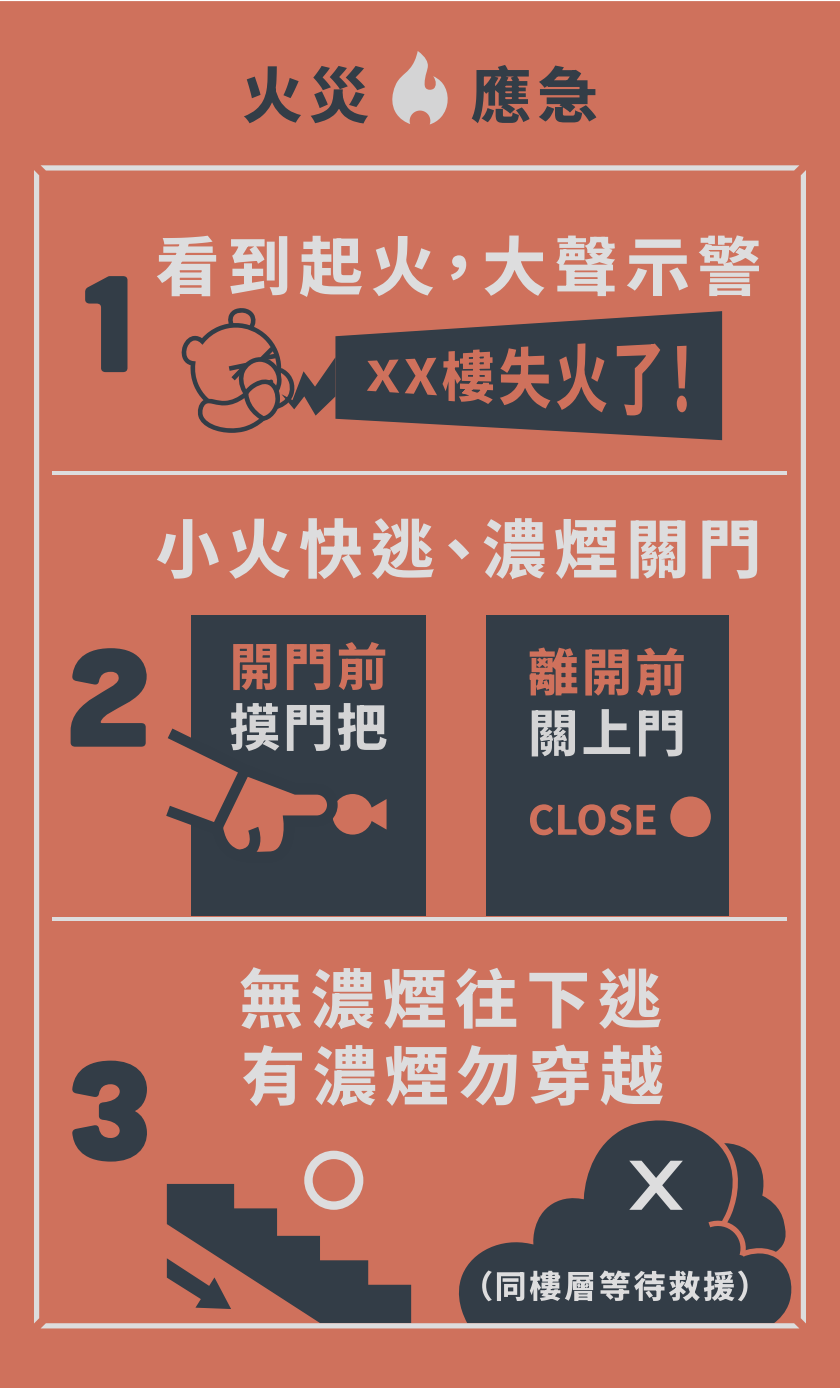 火災應急
1
看到起火，大聲示警
XX樓失火了！
2
小火快逃、濃煙關門
開門前
摸門把
離開前
關上門
CLOSE
3
無濃煙往下逃
有濃煙勿穿越
X
（同樓層等待救援）